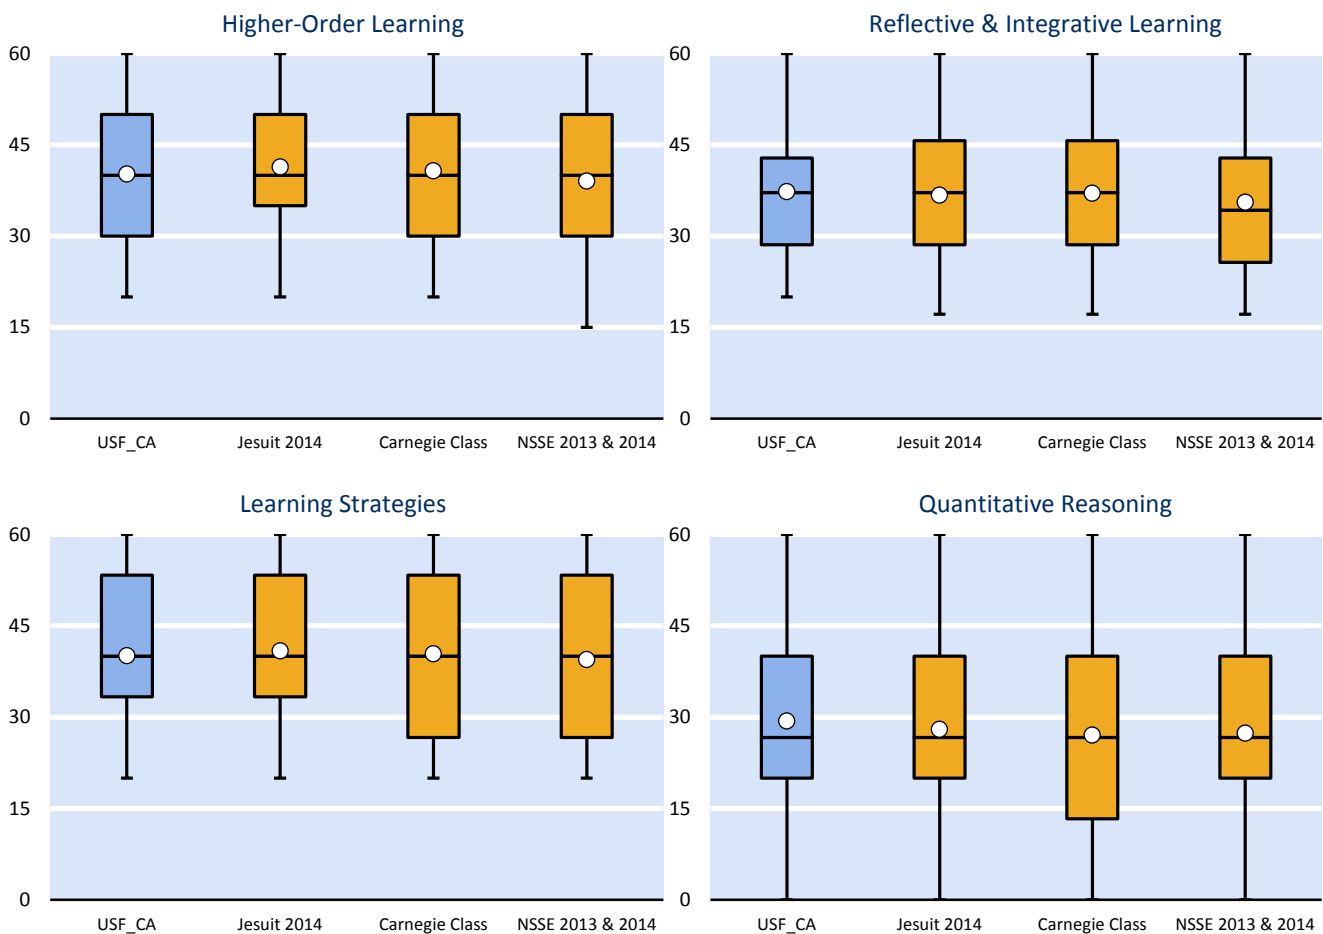 Higher-Order Learning
60
45
30
15
0
USF_CA Jesuit 2014 Carnegie Class NSSE 2013 & 2014
Reflective & Integrative Learning
60
45
30
15
0
USF_CA Jesuit 2014 Carnegie Class NSSE 2013 & 2014
Learning Strategies
60
45
30
15
0
USF_CA Jesuit 2014 Carnegie Class NSSE 2013 & 2014
Quantitative Reasoning
60
45
30
15
0
USF_CA Jesuit 2014 Carnegie Class NSSE 2013 & 2014